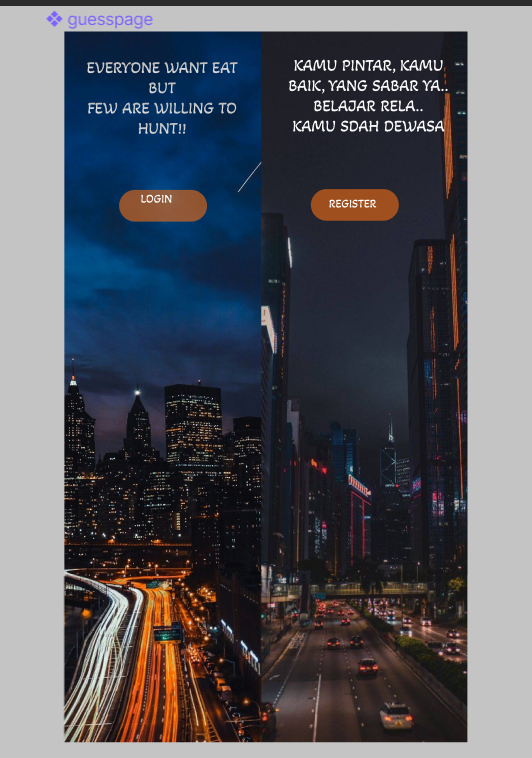 guesspage
EVERYONE WANT EAT
BUT
FEW ARE WILLING TO
HUNT!!
LOGIN
KAMU PINTAR, KAMU
BAIK, YANG SABAR YA..
BELAJAR RELA..
KAMU SDAH DEWASA
REGISTER